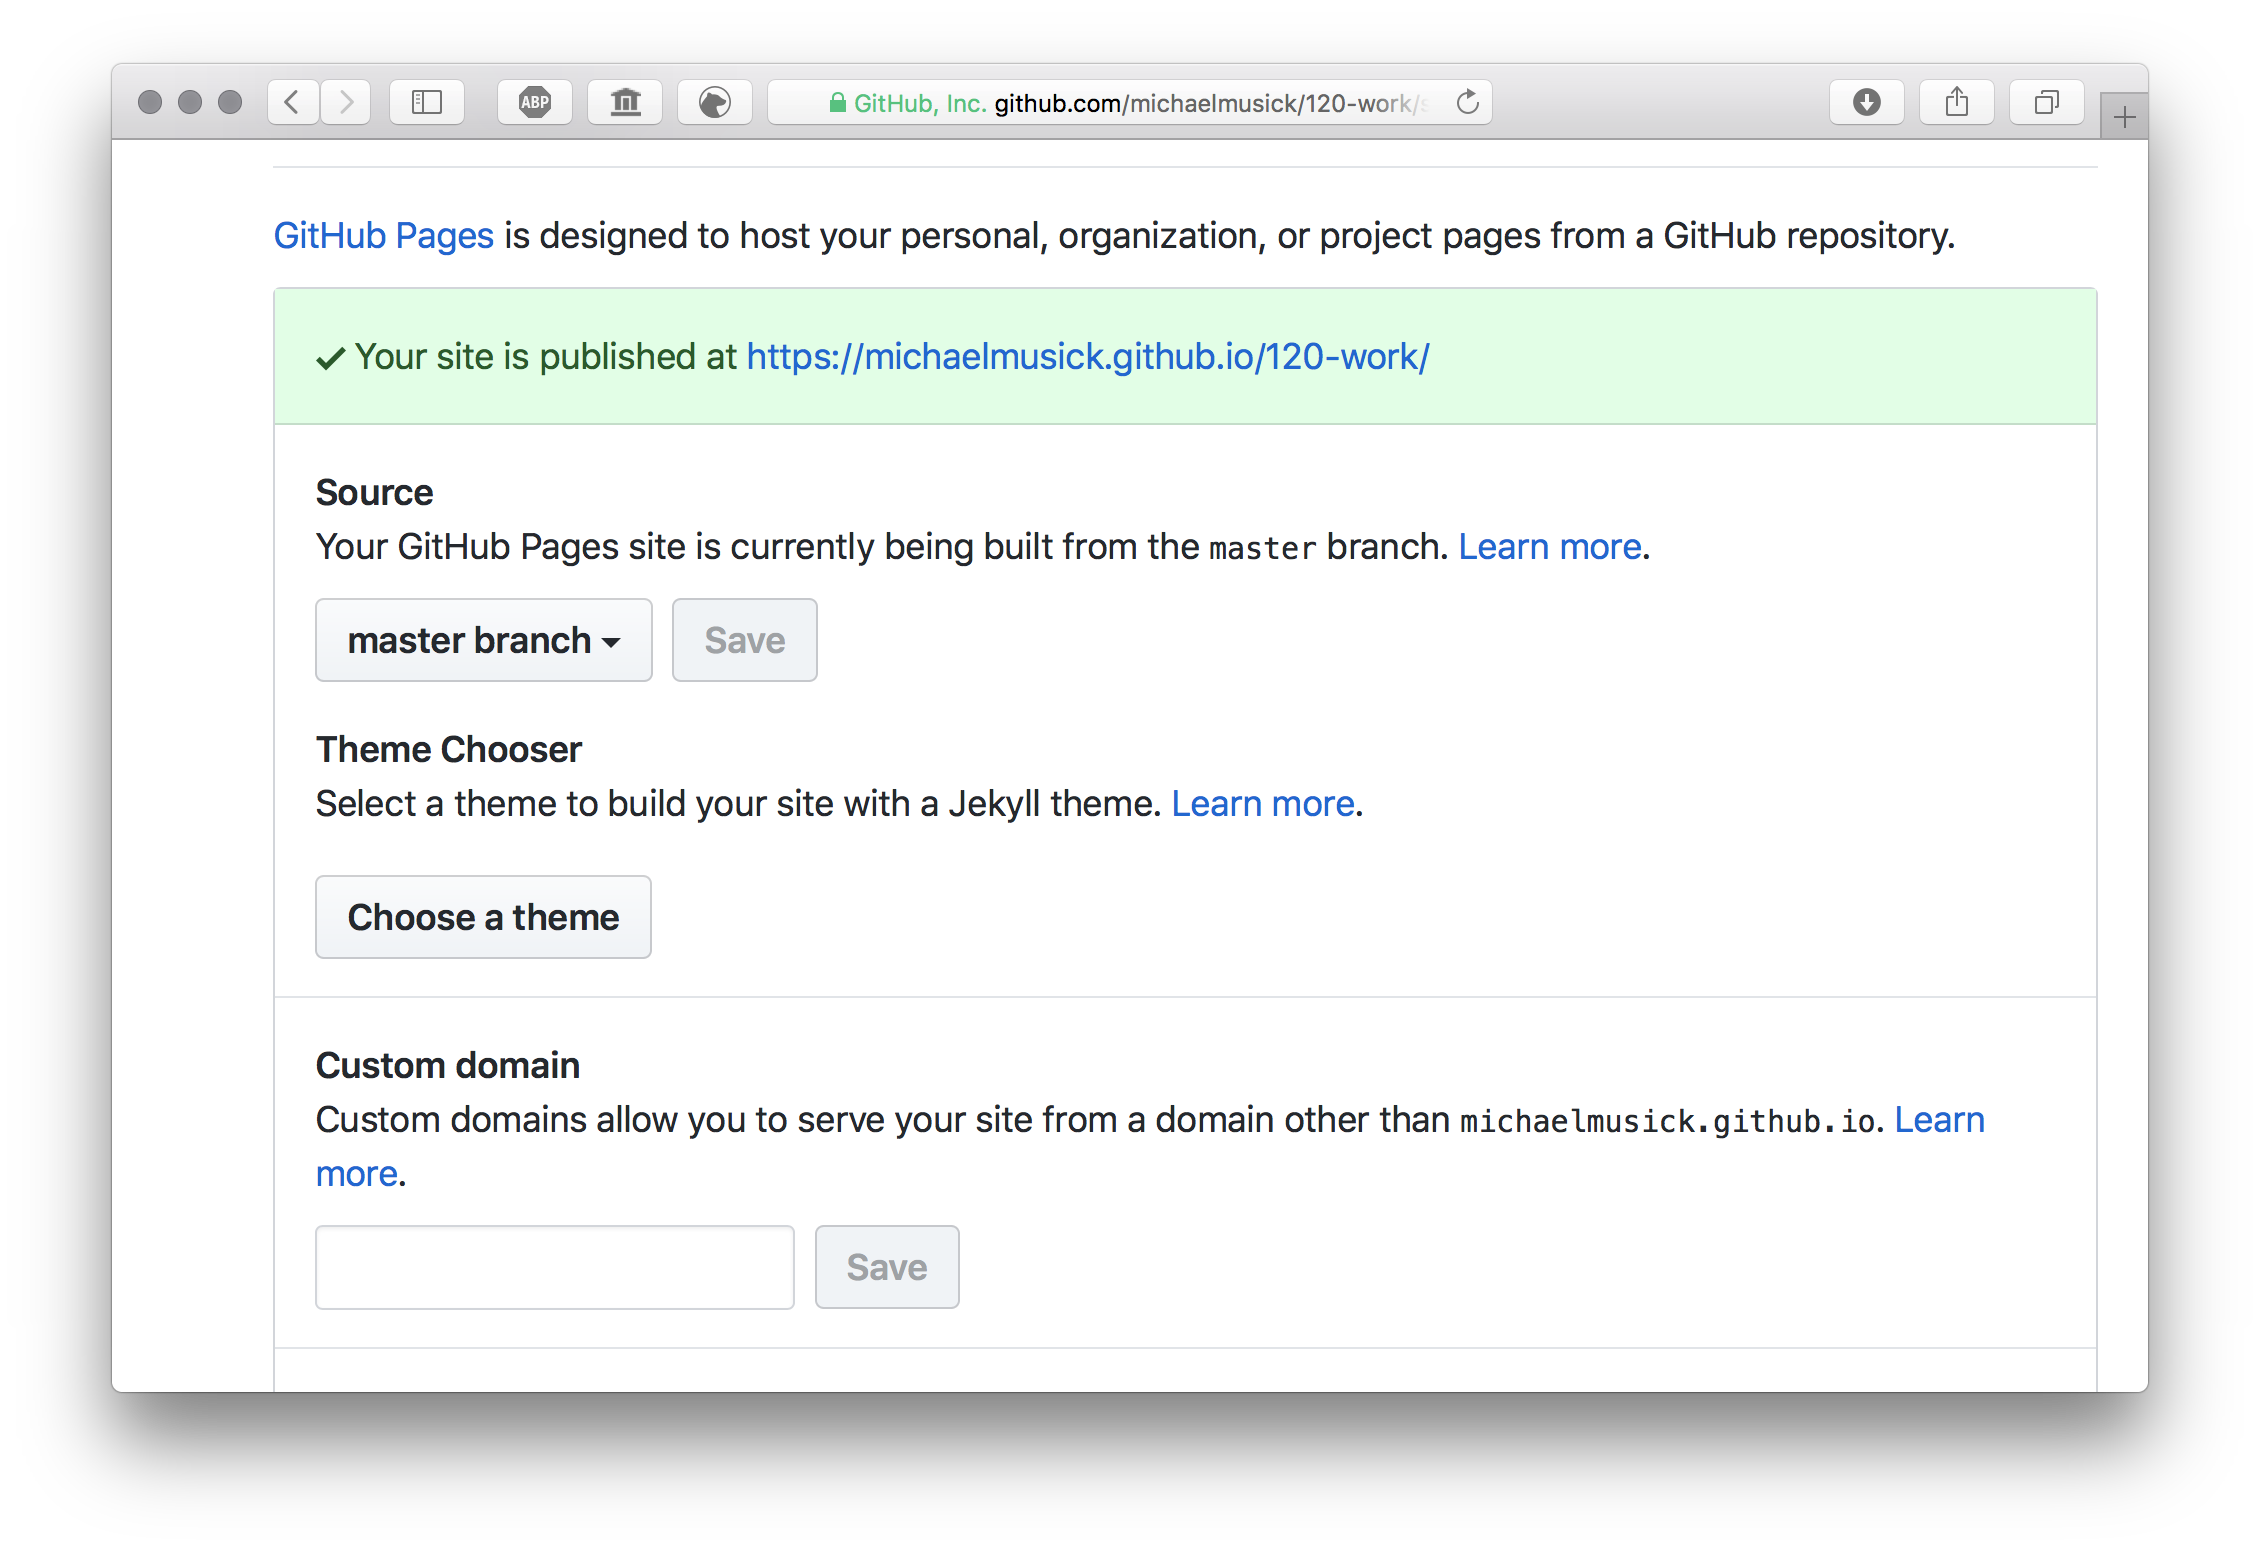 ABP
GitHub, Inc. github.com/michaelmusick/120-work/s
GitHub Pages is designed to host your personal, organization, or project pages from a GitHub repository.
Your site is published at https://michaelmusick.github.io/120-work/
Source
Your GitHub Pages site is currently being built from the master branch. Learn more.
master branch Save
Theme Chooser
Select a theme to build your site with a Jekyll theme. Learn more.
Choose a theme
Custom domain
Custom domains allow you to serve your site from a domain other than michaelmusick.github.io. Learn
more.
Save